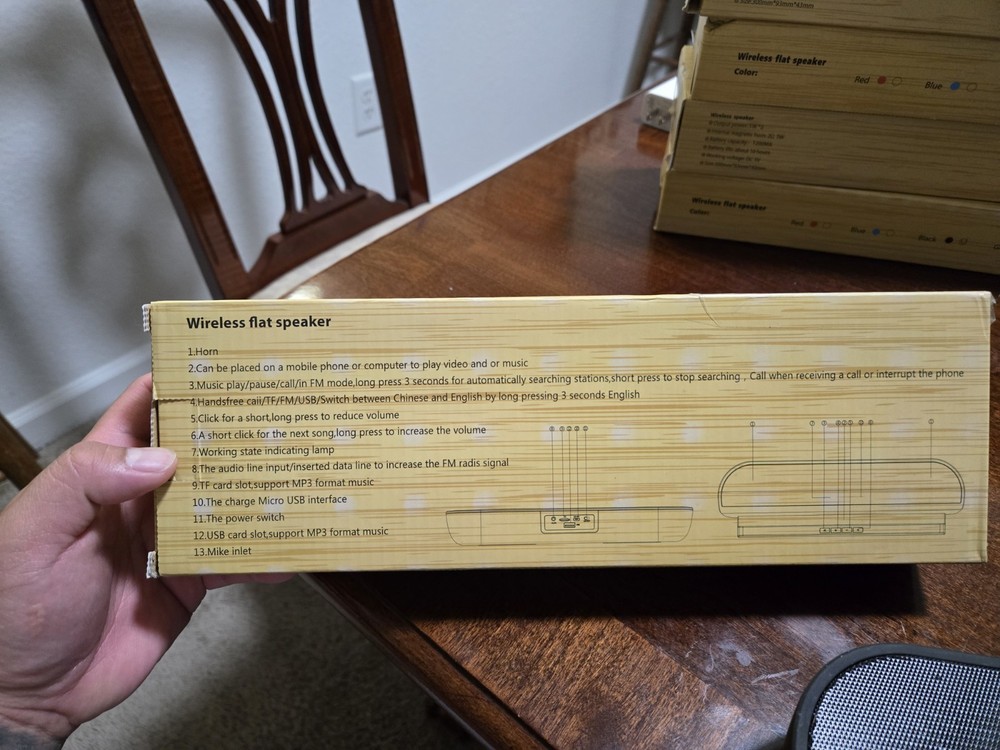 Size:200mm*63mm*43mm
Wireless flat speaker
Color:
Red
Blue
Wireless speaker
Wireless flat speaker
Color:
Red
Blue
Black
Wireless flat speaker
1.Horn
2.Can be placed on a mobile phone or computer to play video and or music
3.Music play/pause/call/in FM mode,long press 3 seconds for automatically searching stations,short press to stop searching , Call when receiving a call or interrupt the phone
4.Handsfree caii/TF/FM/USB/Switch between Chinese and English by long pressing 3 seconds English
5.Click for a short,long press to reduce volume
6.A short click for the next song,long press to increase the volume
7.Working state indicating lamp
8.The audio line input/inserted data line to increase the FM radis signal
9.TF card slot,support MP3 format music
10.The charge Micro USB interface
11.The power switch
12.USB card slot,support MP3 format music
13.Mike inlet